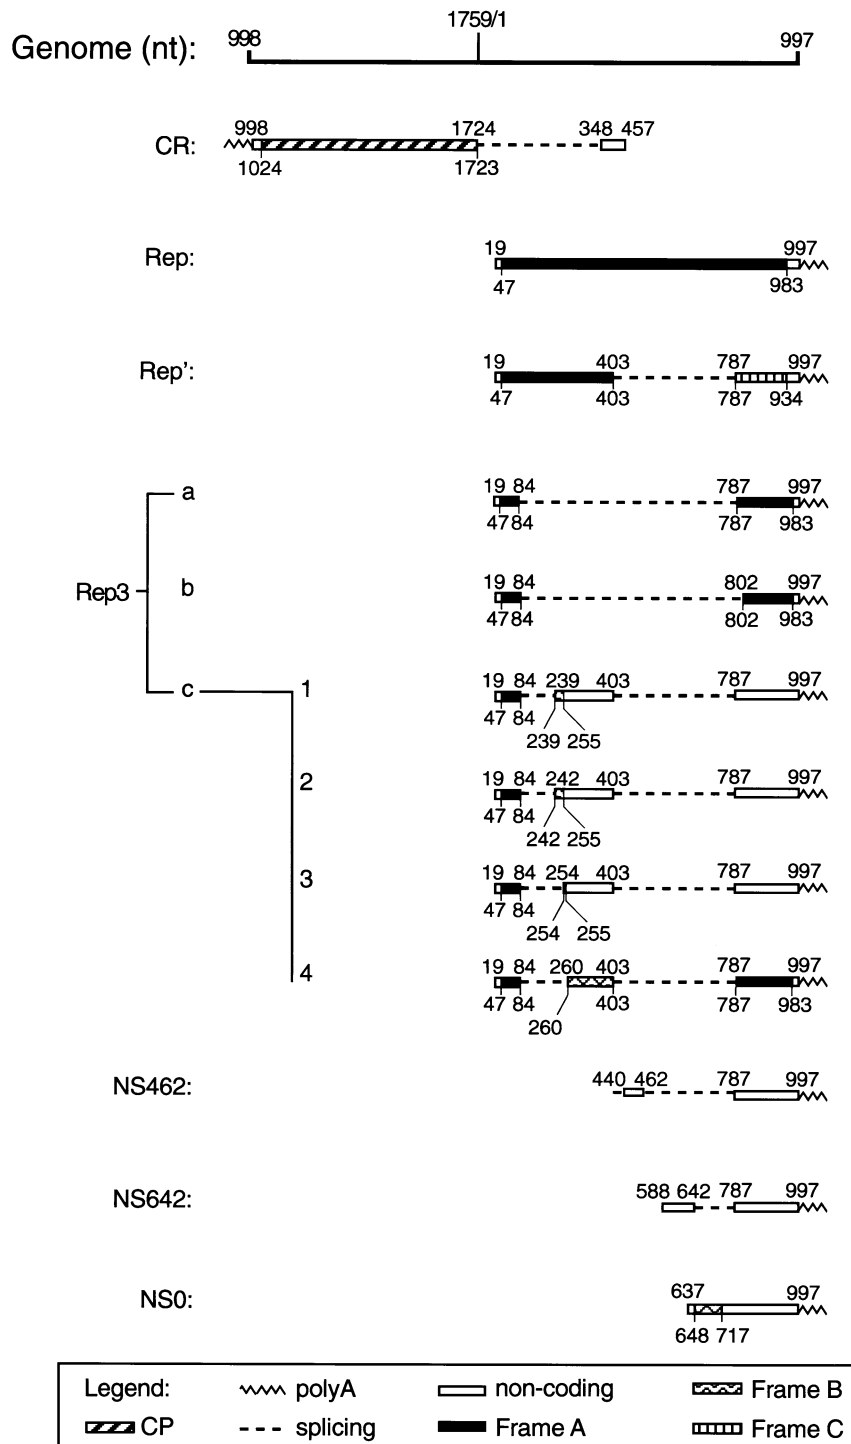 1759/1
Genome (nt): 998 997
998 1724 348 457
CR:
1024 1723
19 997
Rep:
47 983
19 403 787 997
Rep':
47 403 787 934
a 19 84 787 997
47 84 787 983
19 84 802 997
Rep3 b
47 84 802 983
c 1 19 84 239 403 787 997
47 84
239 255
2 19 84 242 403 787 997
47 84
242 255
3 19 84 254 403 787 997
47 84
254 255
4 19 84 260 403 787 997
47 84 403 787 983
260
NS462: 440 462 787 997
NS642: 588 642 787 997
NS0: 637 997
648 717
Legend: polyA non-coding Frame B
CP splicing Frame A Frame C